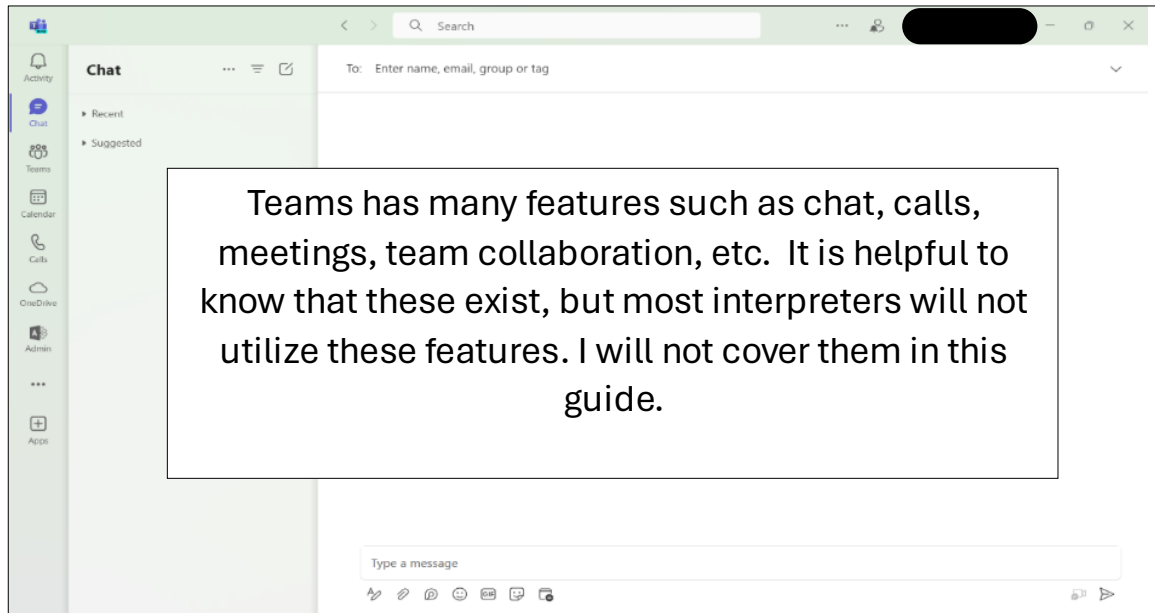 Search
Activity
Chat
To: Enter name, email, group or tag
Chat
Recent
Suggested
Teams
Calendar
Calls
OneDrive
Admin
Apps
Teams has many features such as chat, calls,
meetings, team collaboration, etc. It is helpful to
know that these exist, but most interpreters will not
utilize these features. I will not cover them in this
guide.
Type a message
GIF